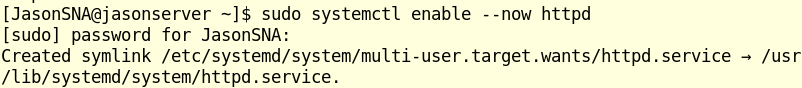 [JasonSNA@jasonserver ~]$ sudo systemctl enable --now httpd
[sudo] password for JasonSNA:
Created symlink /etc/systemd/system/multi-user.target.wants/httpd.service → /usr
/lib/systemd/system/httpd.service.